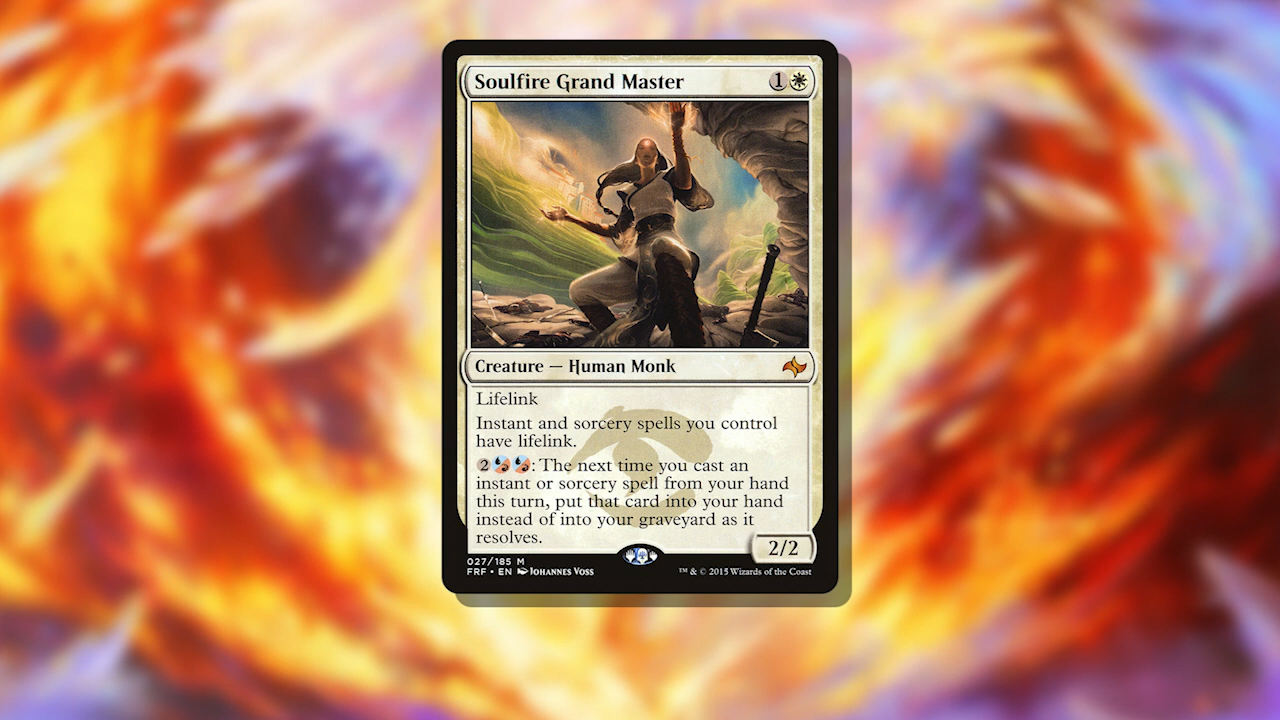 Soulfire Grand Master 1
Creature — Human Monk
Lifelink
Instant and sorcery spells you control
have lifelink.
2 : The next time you cast an
instant or sorcery spell from your hand
this turn, put that card into your hand
instead of into your graveyard as it
resolves.
2/2
027/185 M
FRF • EN Johannes Voss
™ & © 2015 Wizards of the Coast